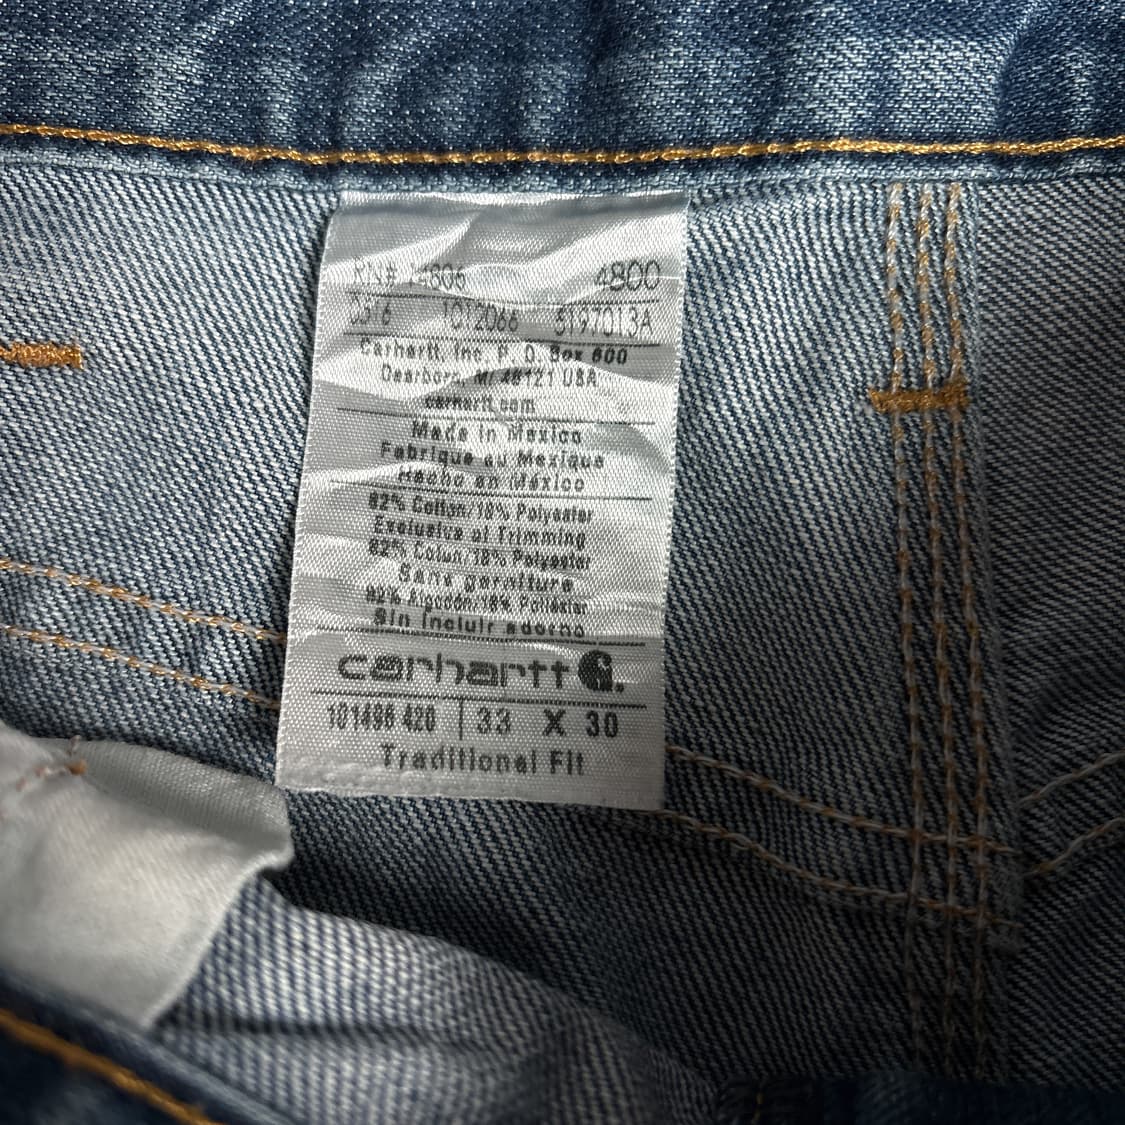 RN# 14806 4800
0516 1012066 5197013A
Carhartt, Inc. P. O. Box 600
Dearborn, MI 48121 USA
carhartt.com
Made in Mexico
Fabrique au Mexique
Hecho en México
82% Cotton/18% Polyester
Exclusive of Trimming
82% Coton/18% Polyester
Sans garniture
82% Algodón/18% Poliéster
Sin incluir adorno
carhartt
101496 420 33 X 30
Traditional Fit